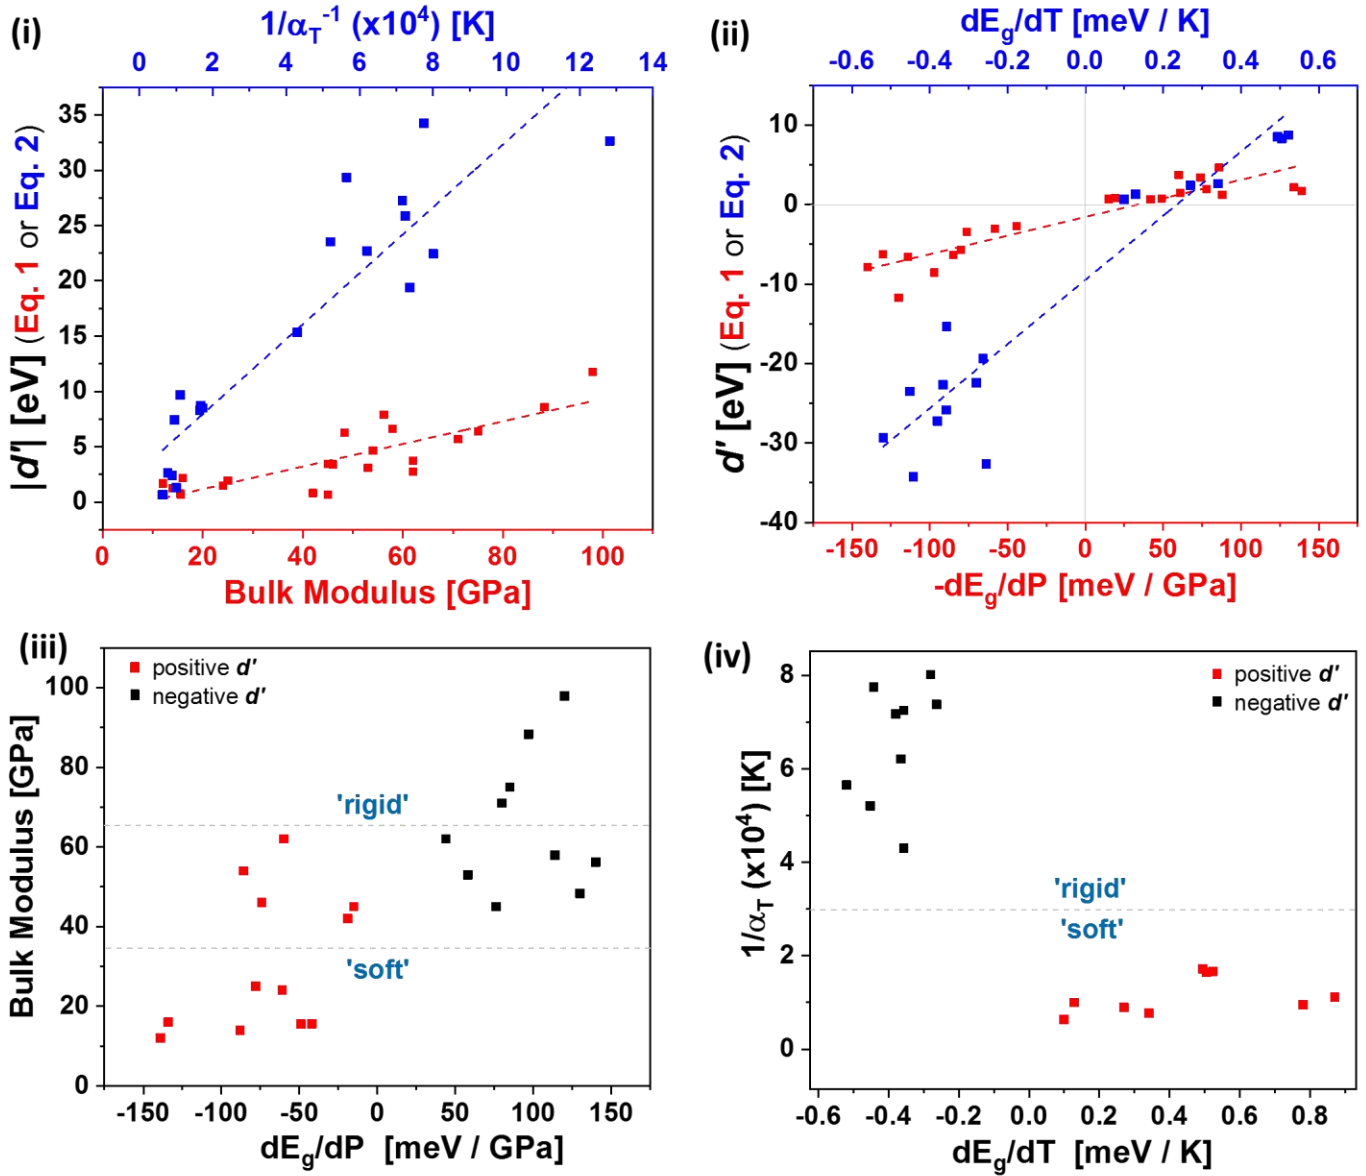 (i)
1/αT-1 (x10⁴) [K]
0 2 4 6 8 10 12 14
|d'| [eV] (Eq. 1 or Eq. 2)
35
30
25
20
15
10
5
0
0 20 40 60 80 100
Bulk Modulus [GPa]
(ii)
dEg/dT [meV / K]
-0.6 -0.4 -0.2 0.0 0.2 0.4 0.6
d' [eV] (Eq. 1 or Eq. 2)
10
0
-10
-20
-30
-40
-150 -100 -50 0 50 100 150
-dEg/dP [meV / GPa]
(iii)
positive d'
negative d'
Bulk Modulus [GPa]
100
80
60
40
20
0
'rigid'
'soft'
-150 -100 -50 0 50 100 150
dEg/dP [meV / GPa]
(iv)
positive d'
negative d'
1/αT (x10⁴) [K]
8
6
4
2
0
'rigid'
'soft'
-0.6 -0.4 -0.2 0.0 0.2 0.4 0.6 0.8
dEg/dT [meV / K]